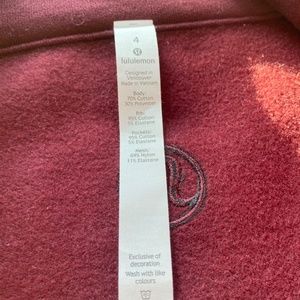 4
lululemon
Designed in
Vancouver
Made in Vietnam
Body:
70% Cotton
30% Polyester
Rib:
95% Cotton
5% Elastane
Pockets:
95% Cotton
5% Elastane
Mesh:
89% Nylon
11% Elastane
Exclusive of
decoration
Wash with like
colours